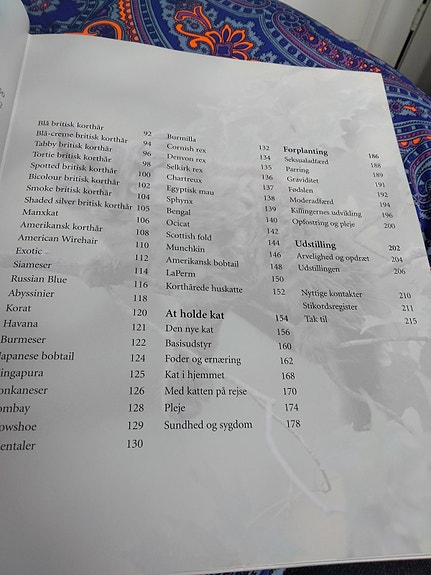 Blå britisk korthår 92
Blå-creme britisk korthår 94
Tabby britisk korthår 96
Tortie britisk korthår 98
Spotted britisk korthår 100
Bicolour britisk korthår 102
Smoke britisk korthår 104
Shaded silver britisk korthår 105
Manxkat 106
Amerikansk korthår 108
American Wirehair 110
Exotic 112
Siameser 114
Russian Blue 116
Abyssinier 118
Korat 120
Havana 121
Burmeser 122
apanese bobtail 124
ingapura 125
onkaneser 126
ombay 128
owshoe 129
entaler 130
Burmilla 132
Cornish rex 134
Denvon rex 135
Selkirk rex 136
Chartreux 137
Egyptisk mau 138
Sphynx 139
Bengal 140
Ocicat 142
Scottish fold 144
Munchkin 146
Amerikansk bobtail 148
LaPerm 150
Korthårede huskatte 152
At holde kat 154
Den nye kat 156
Basisudstyr 160
Foder og ernæring 162
Kat i hjemmet 168
Med katten på rejse 170
Pleje 174
Sundhed og sygdom 178
Forplanting 186
Seksualadfærd 188
Parring 189
Graviditet 191
Fødslen 192
Moderadfærd 194
Killingernes udvikling 196
Opfostring og pleje 200
Udstilling 202
Arvelighed og opdræt 204
Udstillingen 206
Nyttige kontakter 210
Stikordsregister 211
Tak til 215